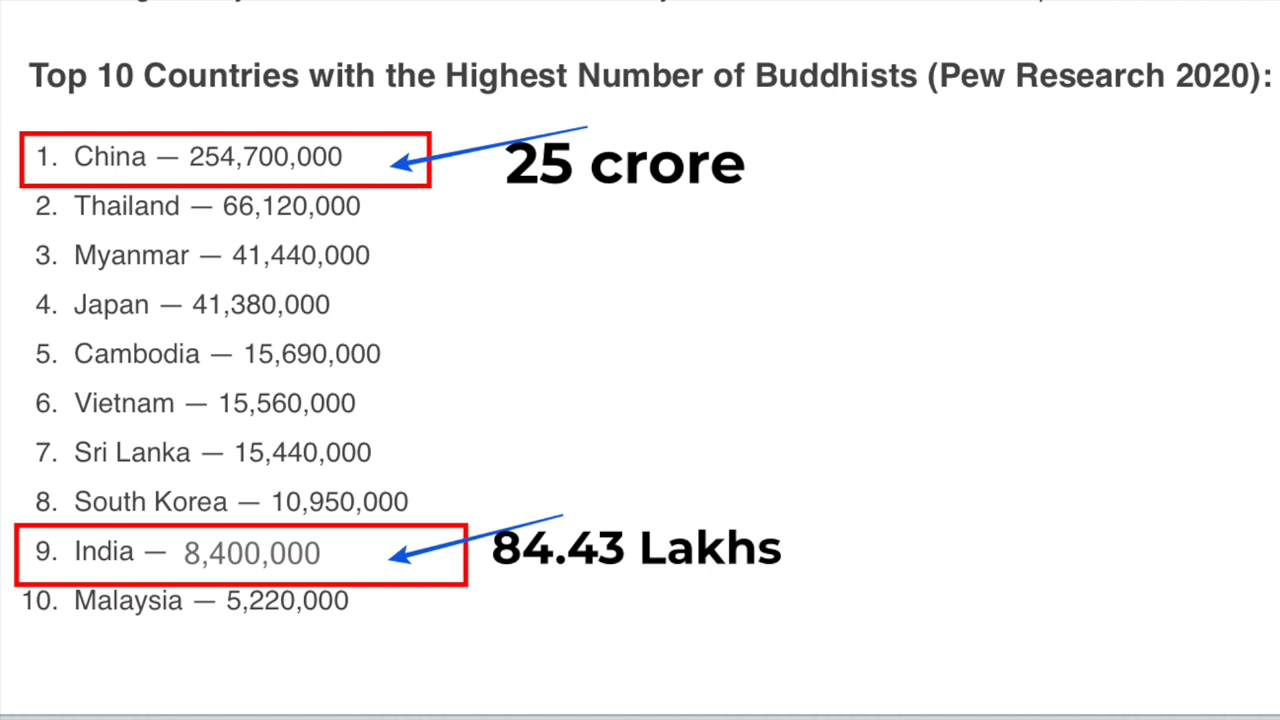 Top 10 Countries with the Highest Number of Buddhists (Pew Research 2020):
1. China — 254,700,000
25 crore
2. Thailand — 66,120,000
3. Myanmar — 41,440,000
4. Japan — 41,380,000
5. Cambodia — 15,690,000
6. Vietnam — 15,560,000
7. Sri Lanka — 15,440,000
8. South Korea — 10,950,000
9. India — 8,400,000
84.43 Lakhs
10. Malaysia — 5,220,000